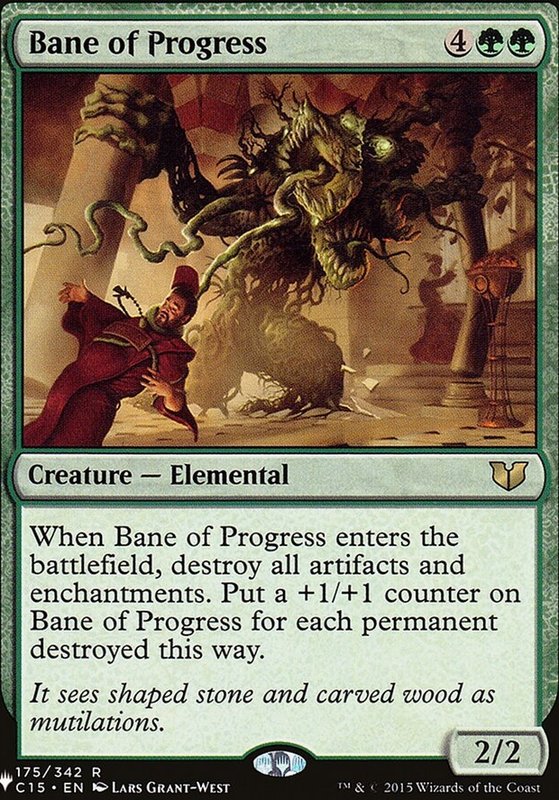 Bane of Progress 4
Creature — Elemental
When Bane of Progress enters the
battlefield, destroy all artifacts and
enchantments. Put a +1/+1 counter on
Bane of Progress for each permanent
destroyed this way.
It sees shaped stone and carved wood as
mutilations.
2/2
175/342 R
C15 • EN Lars Grant-West
™ & © 2015 Wizards of the Coast